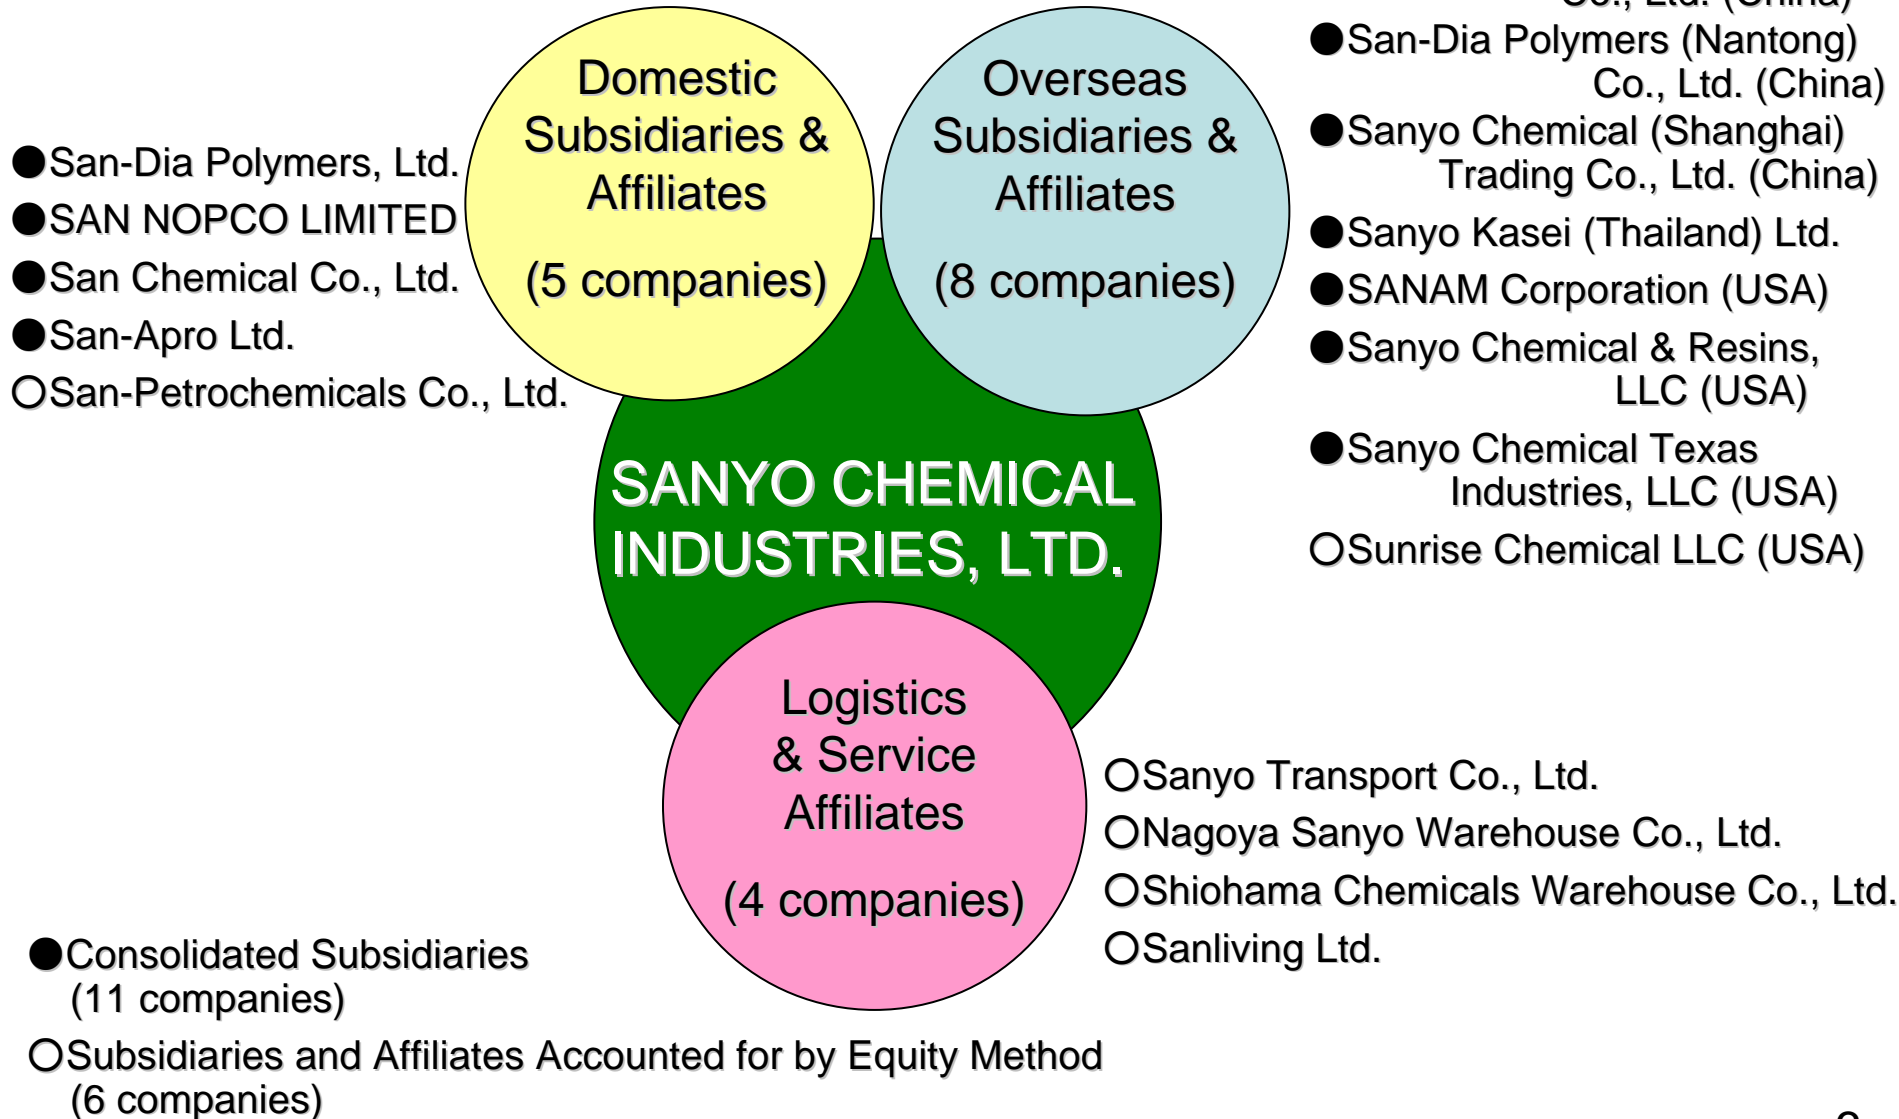 Co., Ltd. (China)
●San-Dia Polymers (Nantong)
Co., Ltd. (China)
●Sanyo Chemical (Shanghai)
Trading Co., Ltd. (China)
●Sanyo Kasei (Thailand) Ltd.
●SANAM Corporation (USA)
●Sanyo Chemical & Resins,
LLC (USA)
●Sanyo Chemical Texas
Industries, LLC (USA)
○Sunrise Chemical LLC (USA)
Domestic
Subsidiaries &
Affiliates
(5 companies)
Overseas
Subsidiaries &
Affiliates
(8 companies)
●San-Dia Polymers, Ltd.
●SAN NOPCO LIMITED
●San Chemical Co., Ltd.
●San-Apro Ltd.
○San-Petrochemicals Co., Ltd.
SANYO CHEMICAL
INDUSTRIES, LTD.
Logistics
& Service
Affiliates
(4 companies)
○Sanyo Transport Co., Ltd.
○Nagoya Sanyo Warehouse Co., Ltd.
○Shiohama Chemicals Warehouse Co., Ltd.
○Sanliving Ltd.
●Consolidated Subsidiaries
(11 companies)
○Subsidiaries and Affiliates Accounted for by Equity Method
(6 companies)